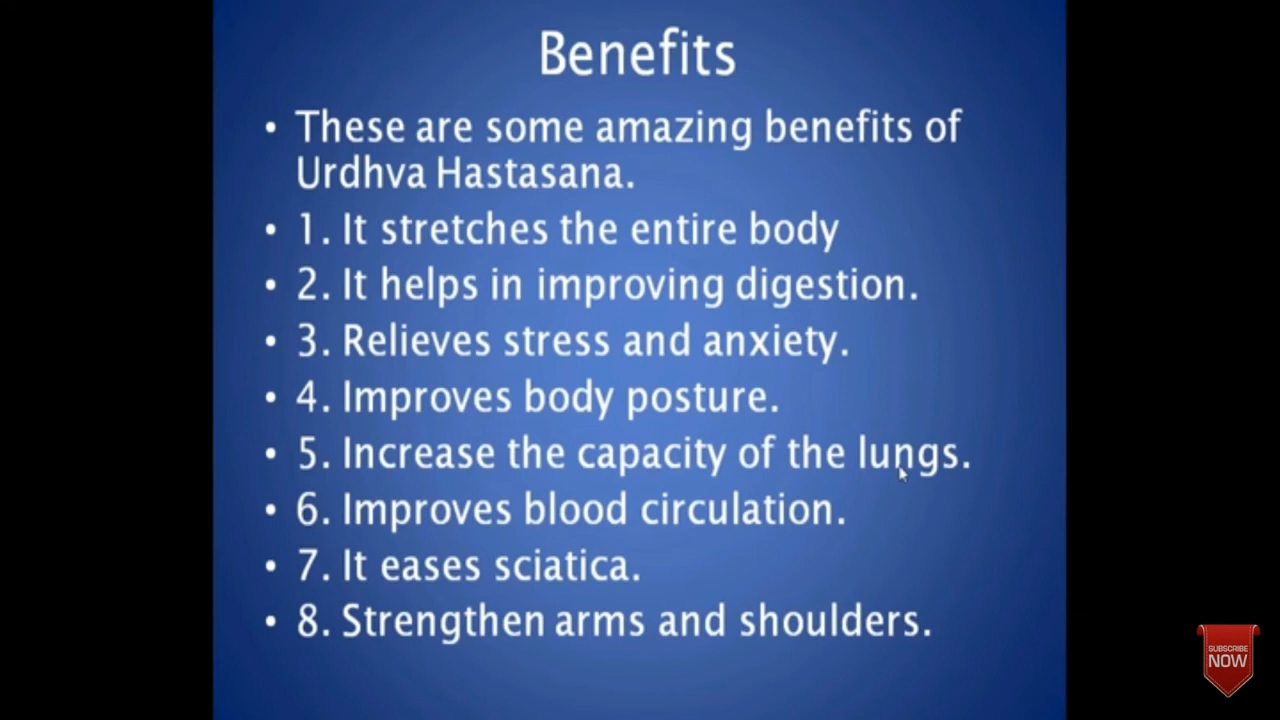 Benefits
• These are some amazing benefits of
Urdhva Hastasana.
• 1. It stretches the entire body
• 2. It helps in improving digestion.
• 3. Relieves stress and anxiety.
• 4. Improves body posture.
• 5. Increase the capacity of the lungs.
• 6. Improves blood circulation.
• 7. It eases sciatica.
• 8. Strengthen arms and shoulders.
SUBSCRIBE
NOW